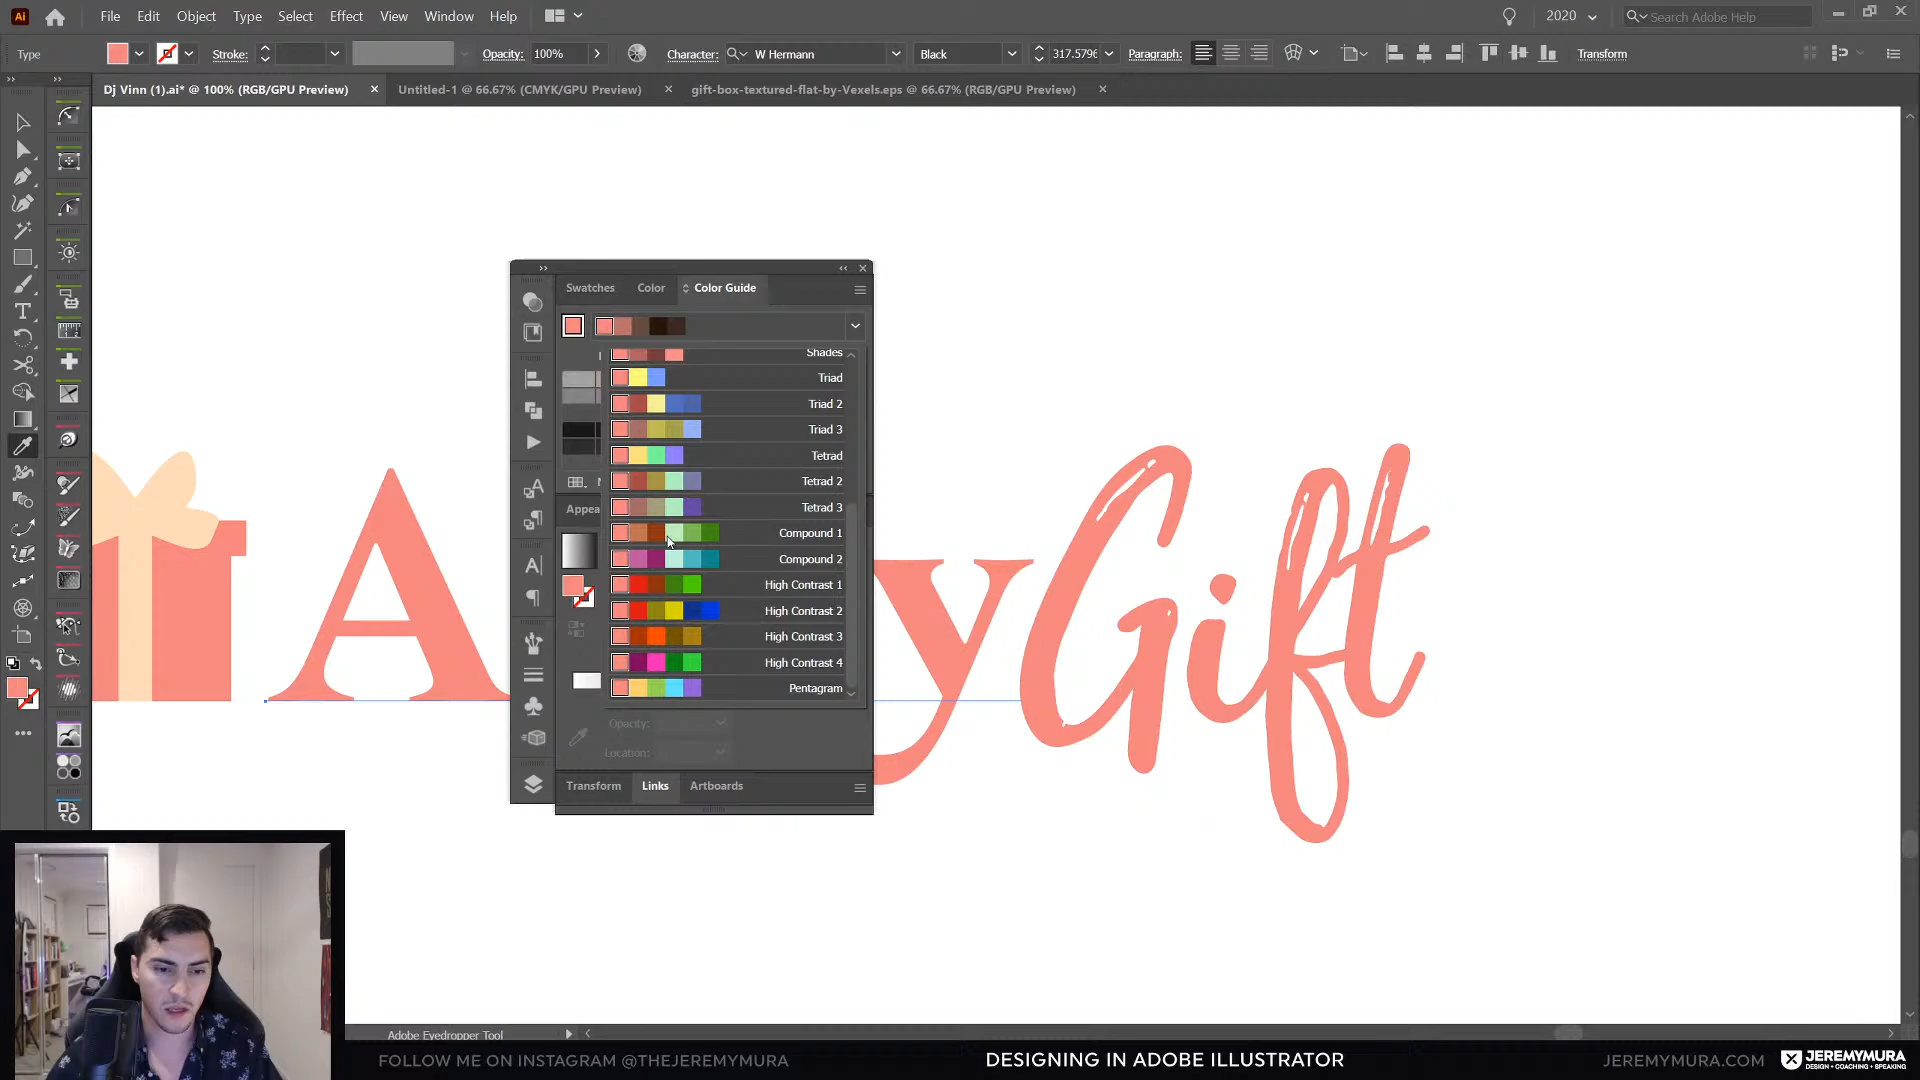 Ai File Edit Object Type Select Effect View Window Help 2020 Search Adobe Help
Type Stroke: Opacity: 100% Character: W Hermann Black 317.5796 Paragraph: Transform
Dj Vinn (1).ai* @ 100% (RGB/GPU Preview) Untitled-1 @ 66.67% (CMYK/GPU Preview) gift-box-textured-flat-by-Vexels.eps @ 66.67% (RGB/GPU Preview)
Swatches Color Color Guide
Shades
Triad
Triad 2
Triad 3
Tetrad
Tetrad 2
Tetrad 3
Compound 1
Compound 2
High Contrast 1
High Contrast 2
High Contrast 3
High Contrast 4
Pentagram
Appea
Opacity:
Location:
Transform Links Artboards
A y Gift
Adobe Eyedropper Tool
FOLLOW ME ON INSTAGRAM @THEJEREMYMURA DESIGNING IN ADOBE ILLUSTRATOR JEREMYMURA.COM JEREMYMURA
DESIGN + COACHING + SPEAKING